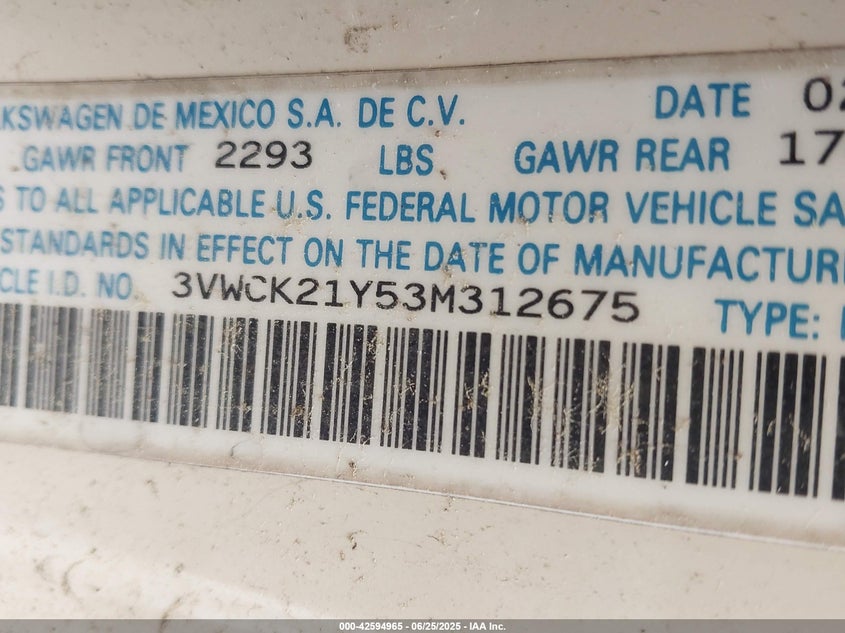 KSWAGEN DE MEXICO S.A. DE C.V. DATE 02
GAWR FRONT 2293 LBS GAWR REAR 17
S TO ALL APPLICABLE U.S. FEDERAL MOTOR VEHICLE SA
STANDARDS IN EFFECT ON THE DATE OF MANUFACTUR
CLE I.D. NO. 3VWCK21Y53M312675 TYPE:
000-42594965 - 06/25/2025 - IAA Inc.